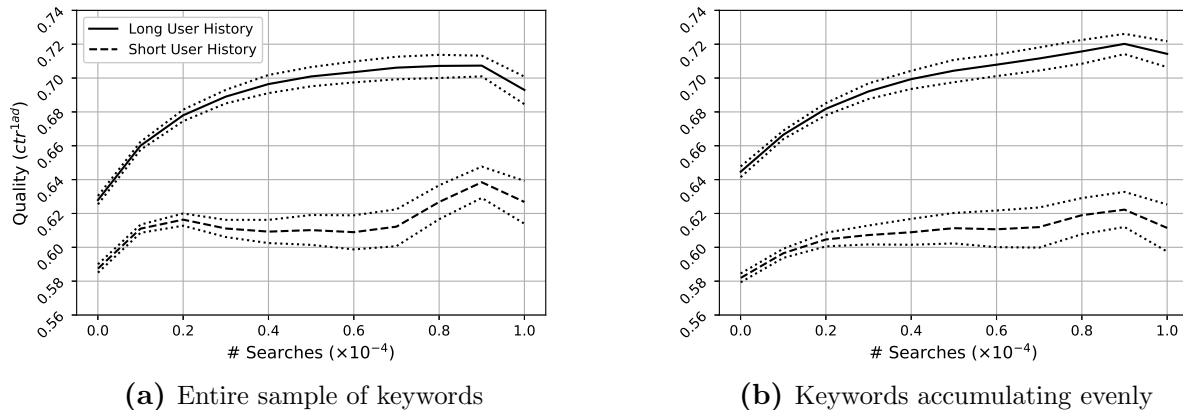 0.74
0.72
0.70
0.68
0.66
0.64
0.62
0.60
0.58
0.56
Quality (ctr^{1ad})
Long User History
Short User History
0.0 0.2 0.4 0.6 0.8 1.0
# Searches (×10⁻⁴)
(a) Entire sample of keywords
0.74
0.72
0.70
0.68
0.66
0.64
0.62
0.60
0.58
0.56
0.0 0.2 0.4 0.6 0.8 1.0
# Searches (×10⁻⁴)
(b) Keywords accumulating evenly